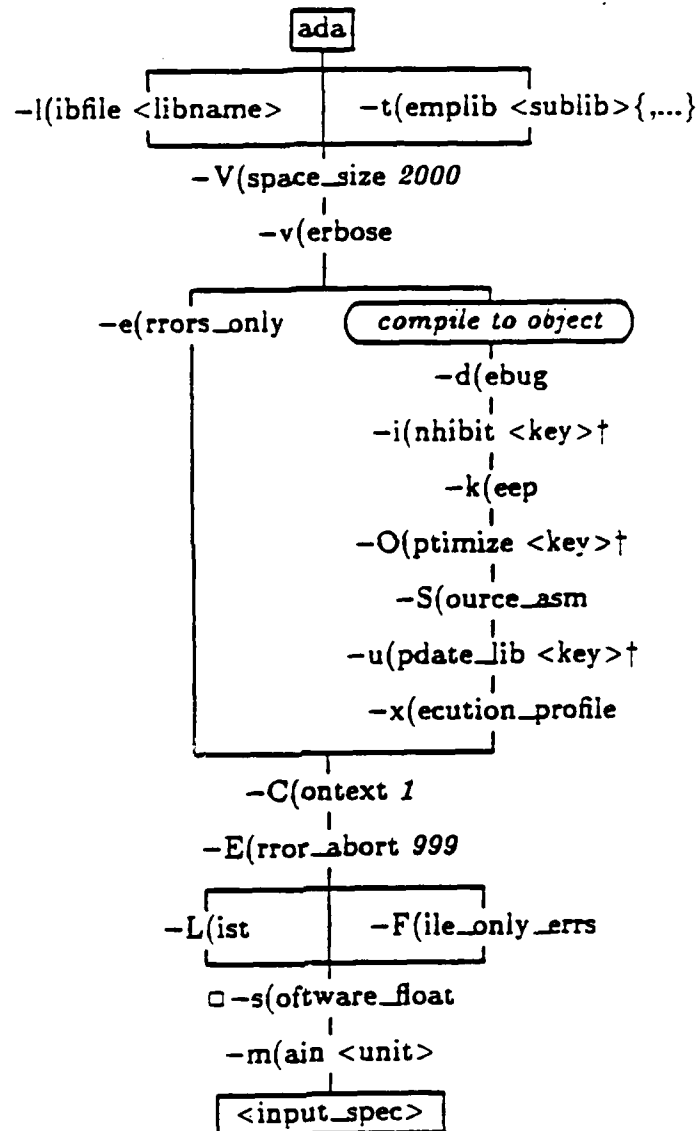 ada
—l(ibfile <libname> —t(emplib <sublib>{,...}
—V(space_size 2000
—v(erbose
—e(rrors_only compile to object
—d(ebug
—i(nhibit <key>†
—k(eep
—O(ptimize <key>†
—S(ource_asm
—u(pdate_lib <key>†
—x(ecution_profile
—C(ontext 1
—E(rror_abort 999
—L(ist —F(ile_only_errs
□ —s(oftware_float
—m(ain <unit>
<input_spec>